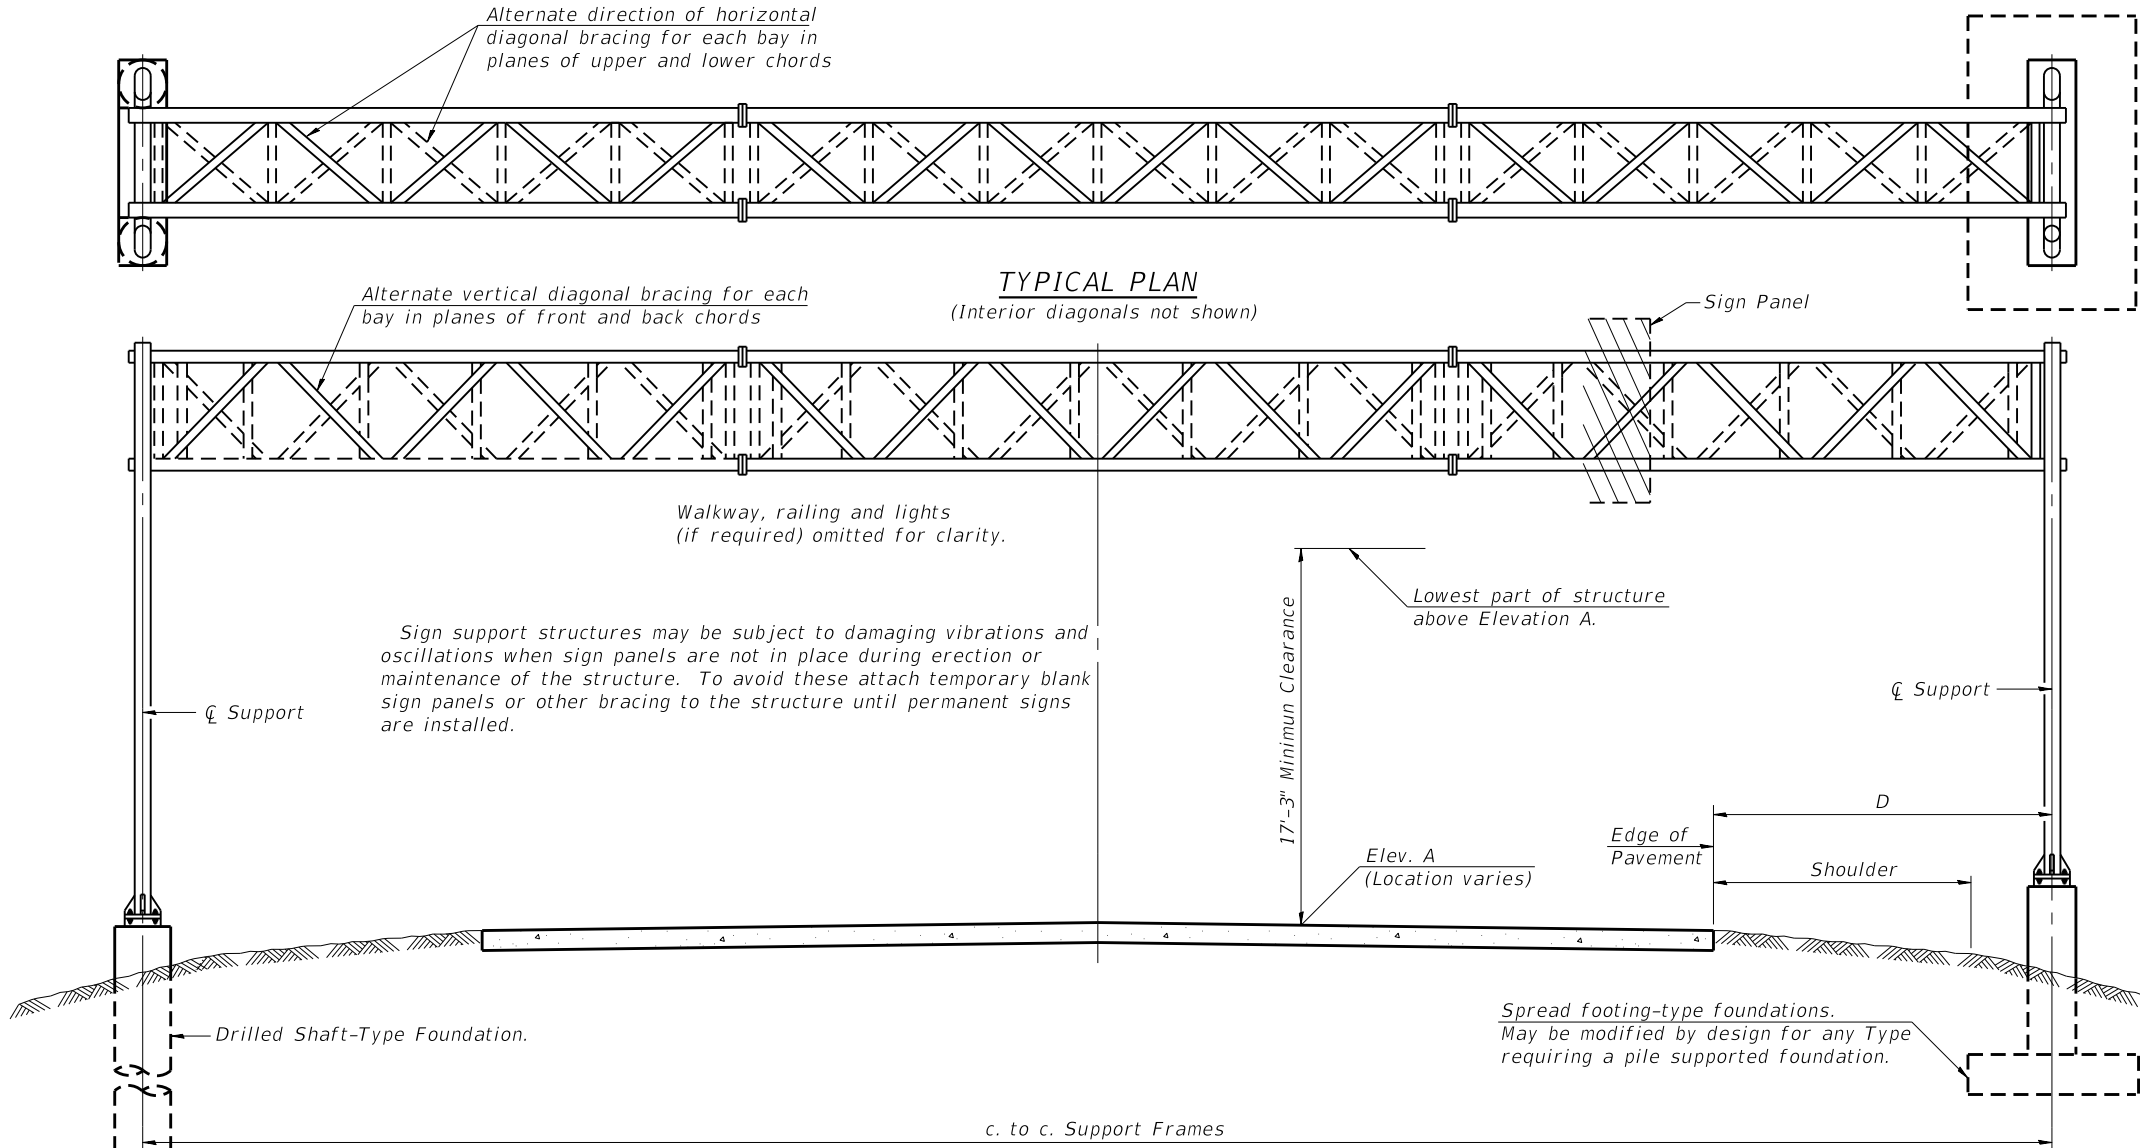 Alternate direction of horizontal
diagonal bracing for each bay in
planes of upper and lower chords
TYPICAL PLAN
(Interior diagonals not shown)
Alternate vertical diagonal bracing for each
bay in planes of front and back chords
Sign Panel
Walkway, railing and lights
(if required) omitted for clarity.
Lowest part of structure
above Elevation A.
Sign support structures may be subject to damaging vibrations and
oscillations when sign panels are not in place during erection or
maintenance of the structure. To avoid these attach temporary blank
sign panels or other bracing to the structure until permanent signs
are installed.
17'-3" Minimun Clearance
℄ Support
℄ Support
D
Edge of
Pavement
Elev. A
(Location varies)
Shoulder
Drilled Shaft-Type Foundation.
Spread footing-type foundations.
May be modified by design for any Type
requiring a pile supported foundation.
c. to c. Support Frames